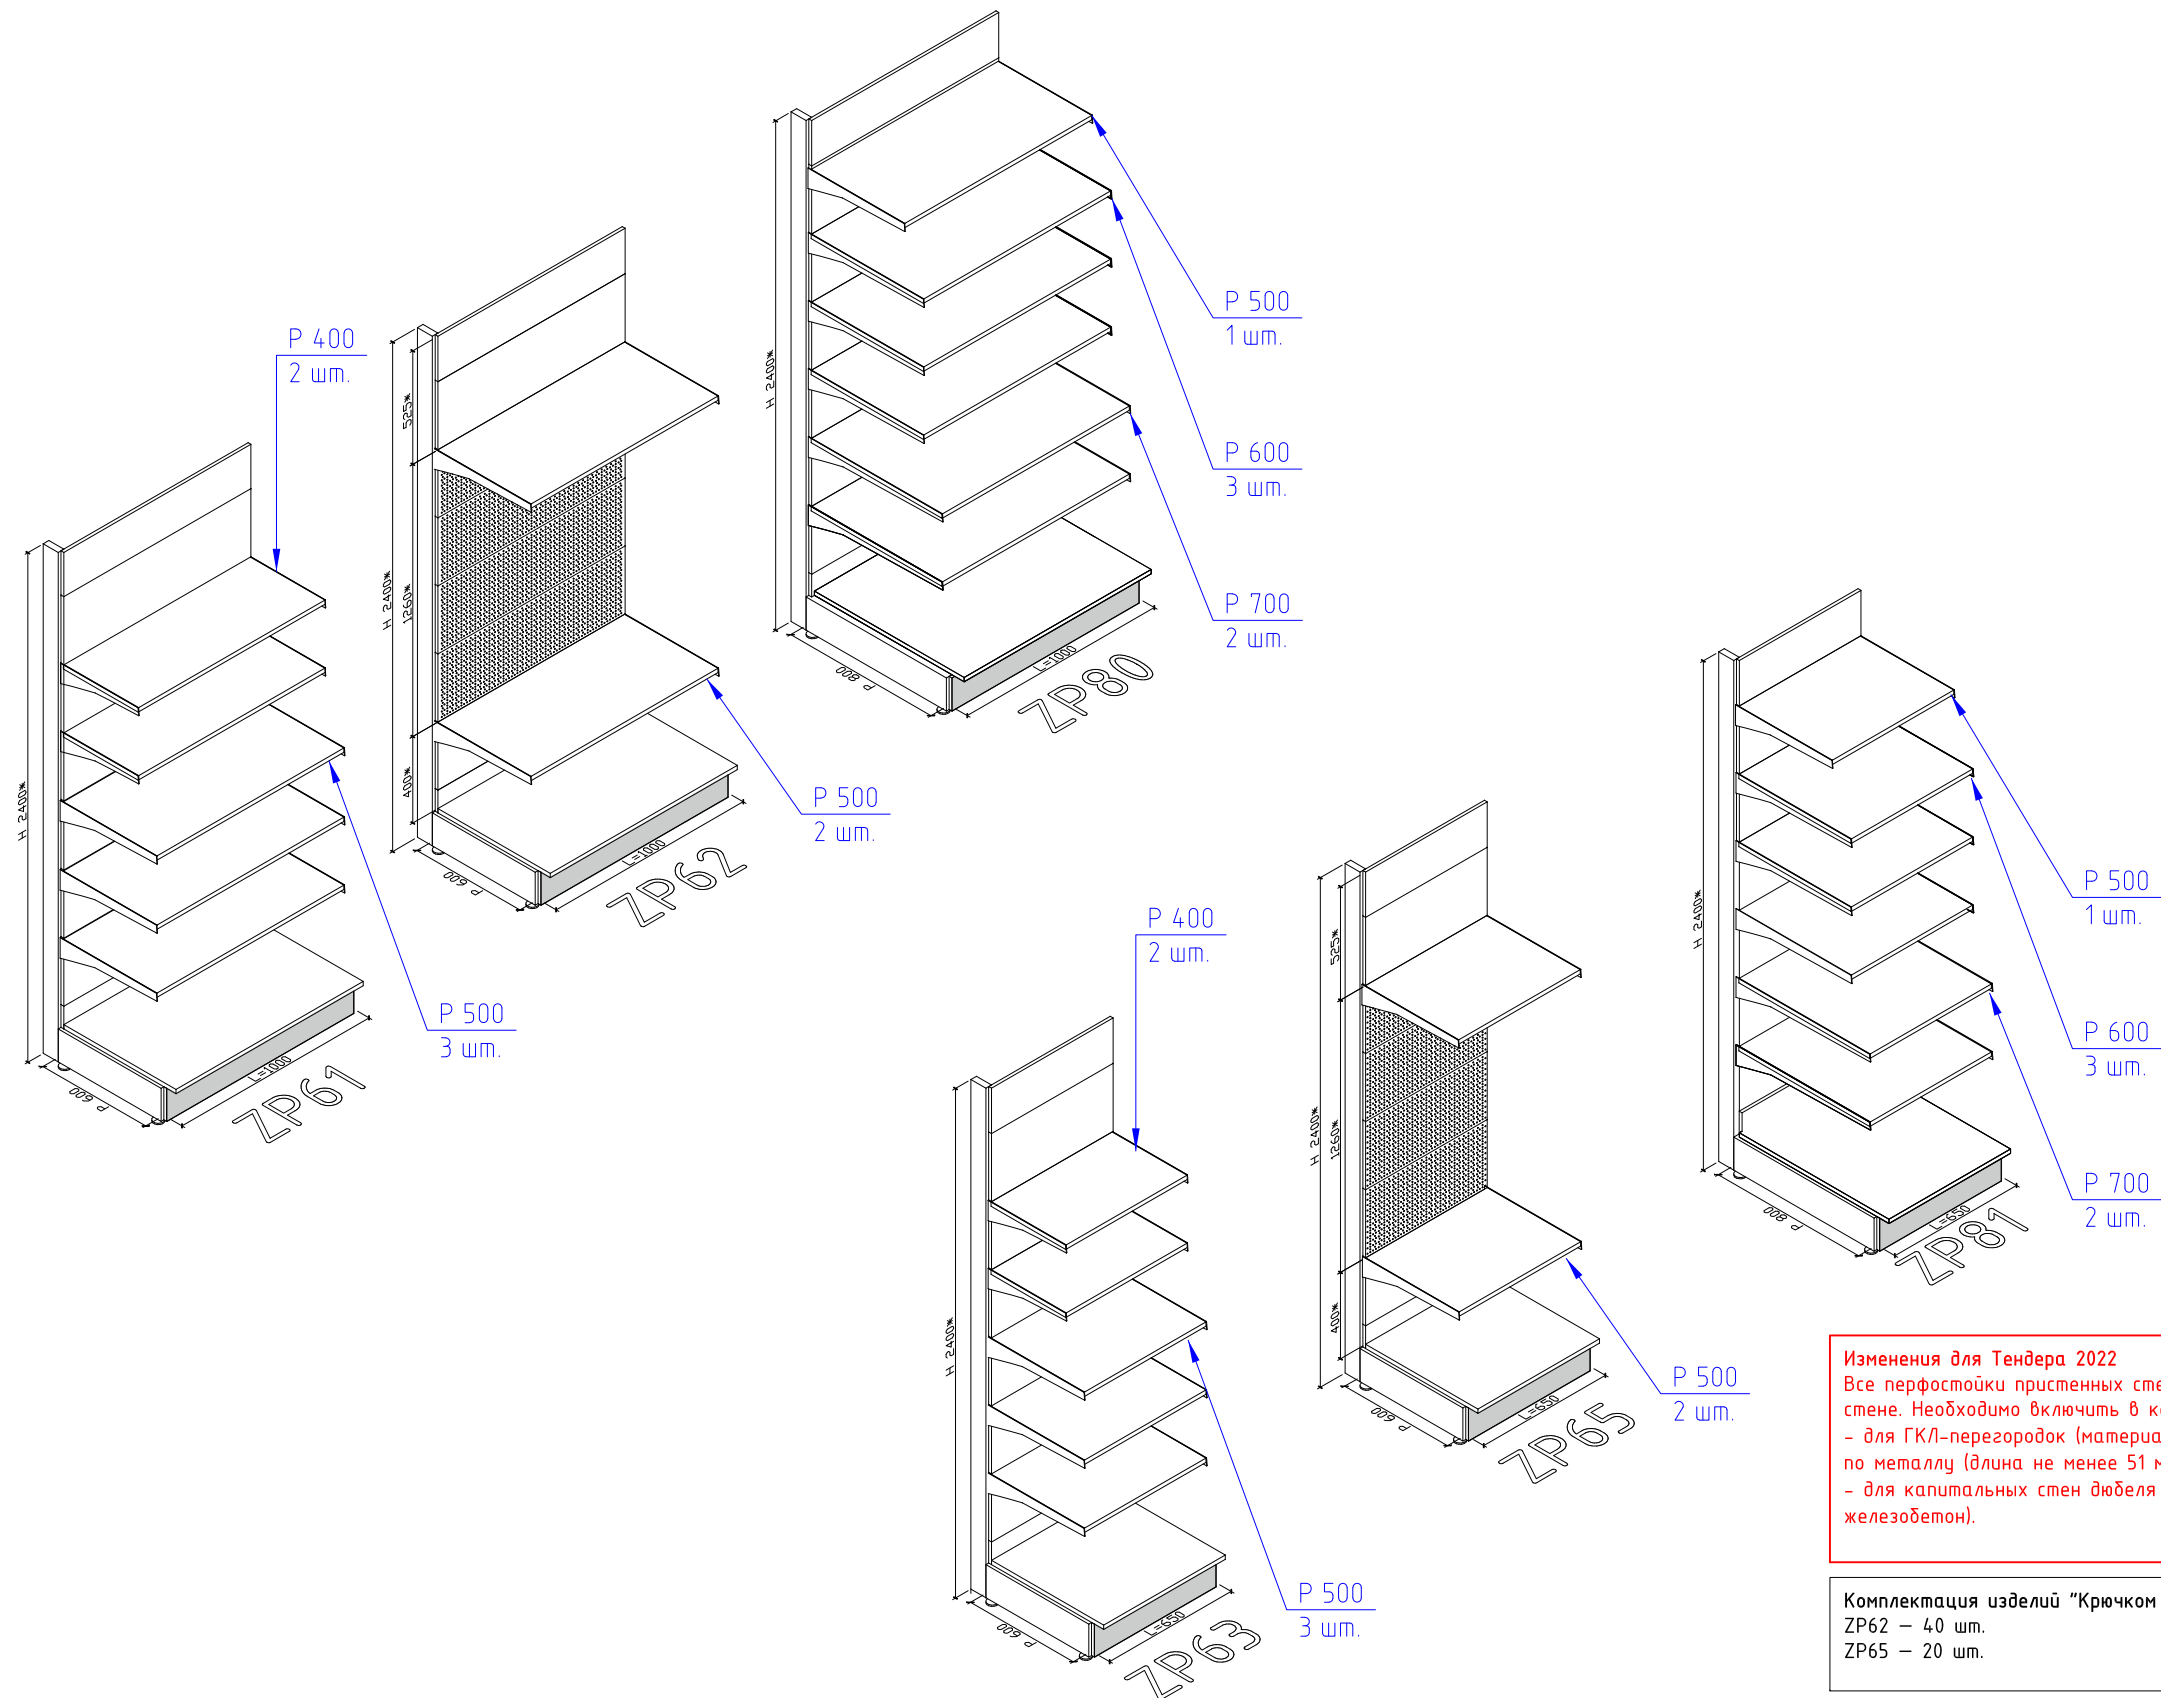 P 500
1 шт.
P 600
3 шт.
P 700
2 шт.
H 2400*
P 800
L=1000
ZP80
H 2400*
525*
1260*
400*
P 500
2 шт.
P 600
L=1000
ZP62
P 400
2 шт.
H 2400*
P 500
3 шт.
P 600
L=1000
ZP61
P 500
1 шт.
P 600
3 шт.
P 700
2 шт.
H 2400*
P 800
L=650
ZP81
H 2400*
525*
1260*
400*
P 500
2 шт.
P 600
L=650
ZP65
P 400
2 шт.
H 2400*
P 500
3 шт.
P 600
L=650
ZP63
Изменения для Тендера 2022
Все перфостойки пристенных
стене. Необходимо включить в
- для ГКЛ-перегородок
по металлу (длина не менее 51
- для капитальных стен дюбеля
железобетон).
Комплектация изделий "Крючком
ZP62 — 40 шт.
ZP65 — 20 шт.